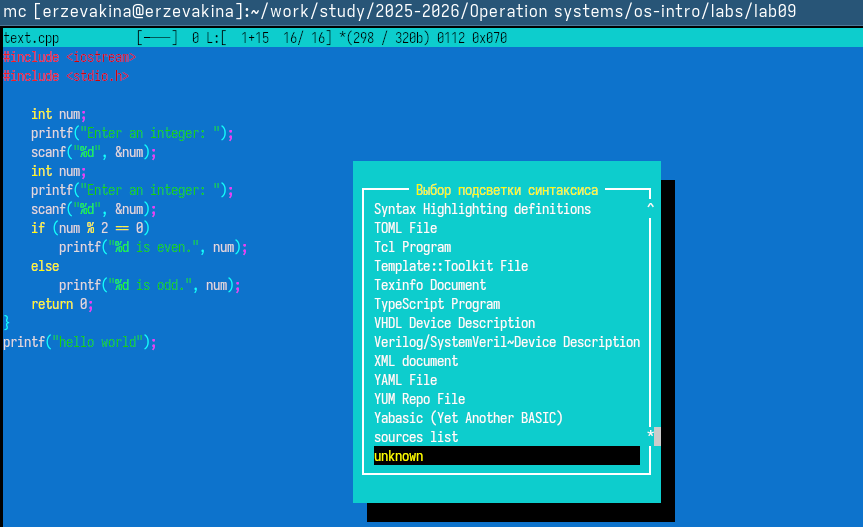 mc [erzevakina@erzevakina]:~/work/study/2025-2026/Operation systems/os-intro/labs/lab09
text.cpp [----] 0 L:[ 1+15 16/ 16] *(298 / 320b) 0112 0x070
#include <iostream>
#include <stdio.h>
int num;
printf("Enter an integer: ");
scanf("%d", &num);
int num;
printf("Enter an integer: ");
scanf("%d", &num);
if (num % 2 == 0)
printf("%d is even.", num);
else
printf("%d is odd.", num);
return 0;
}
printf("hello world");
Выбор подсветки синтаксиса
Syntax Highlighting definitions
TOML File
Tcl Program
Template::Toolkit File
Texinfo Document
TypeScript Program
VHDL Device Description
Verilog/SystemVeril~Device Description
XML document
YAML File
YUM Repo File
Yabasic (Yet Another BASIC)
sources list
unknown